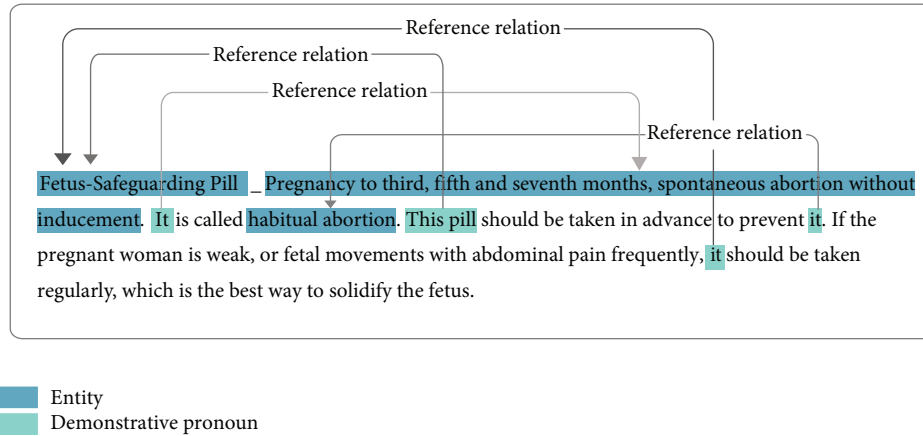 Reference relation
Reference relation
Reference relation
Reference relation
Fetus-Safeguarding Pill _ Pregnancy to third, fifth and seventh months, spontaneous abortion without
inducement. It is called habitual abortion. This pill should be taken in advance to prevent it. If the
pregnant woman is weak, or fetal movements with abdominal pain frequently, it should be taken
regularly, which is the best way to solidify the fetus.
Entity
Demonstrative pronoun